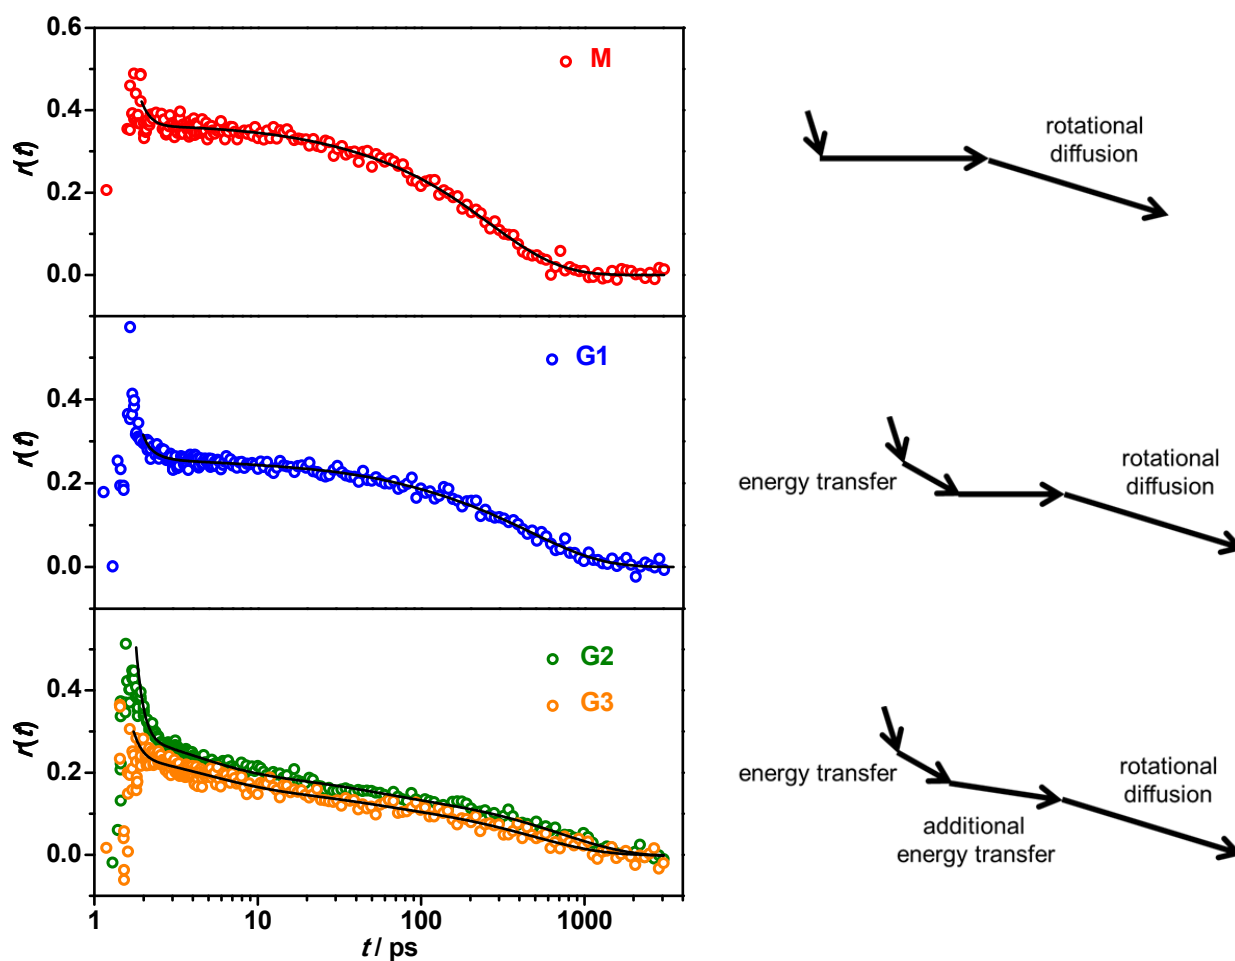 0.6
0.4
0.2
0.0
r(t)
M
rotational
diffusion
0.4
0.2
0.0
r(t)
G1
energy transfer
rotational
diffusion
0.4
0.2
0.0
r(t)
G2
G3
energy transfer
rotational
diffusion
additional
energy transfer
1
10
100
1000
t / ps